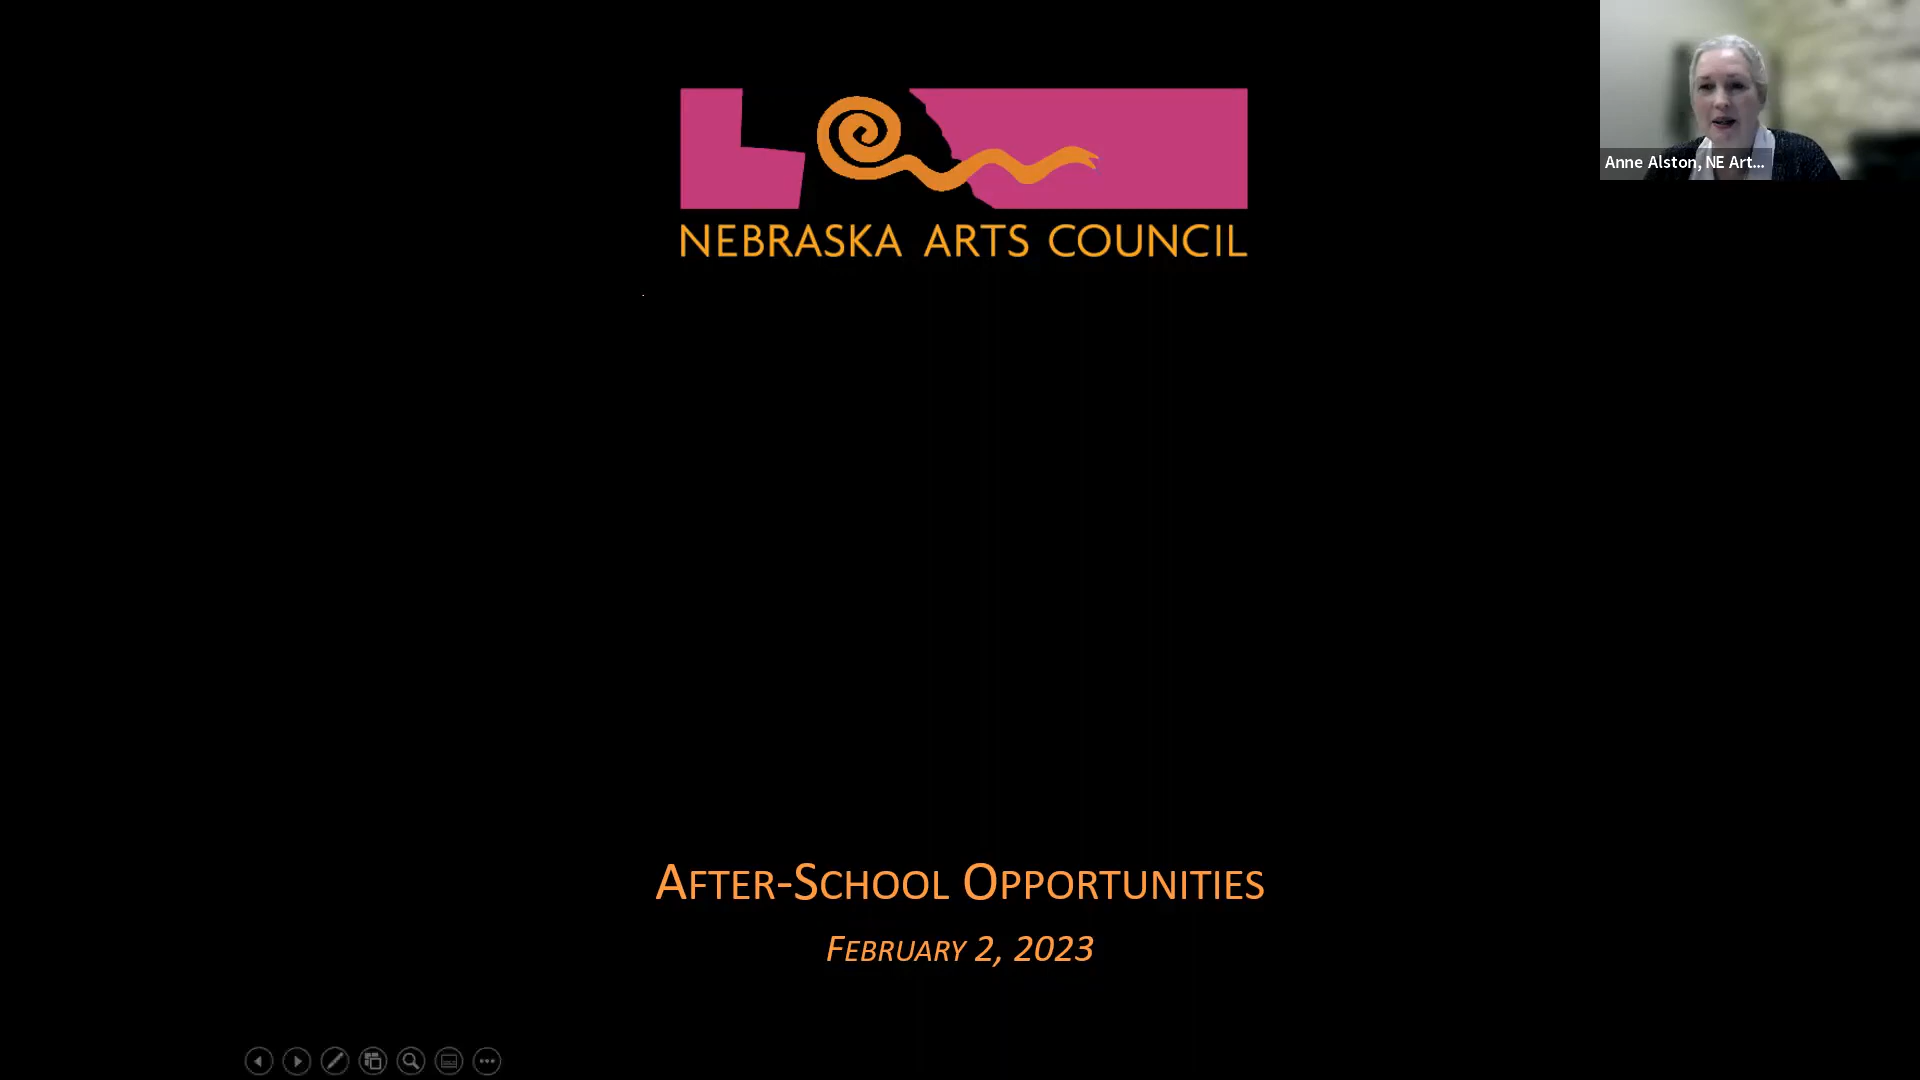 NEBRASKA ARTS COUNCIL
Anne Alston, NE Art...
AFTER-SCHOOL OPPORTUNITIES
FEBRUARY 2, 2023